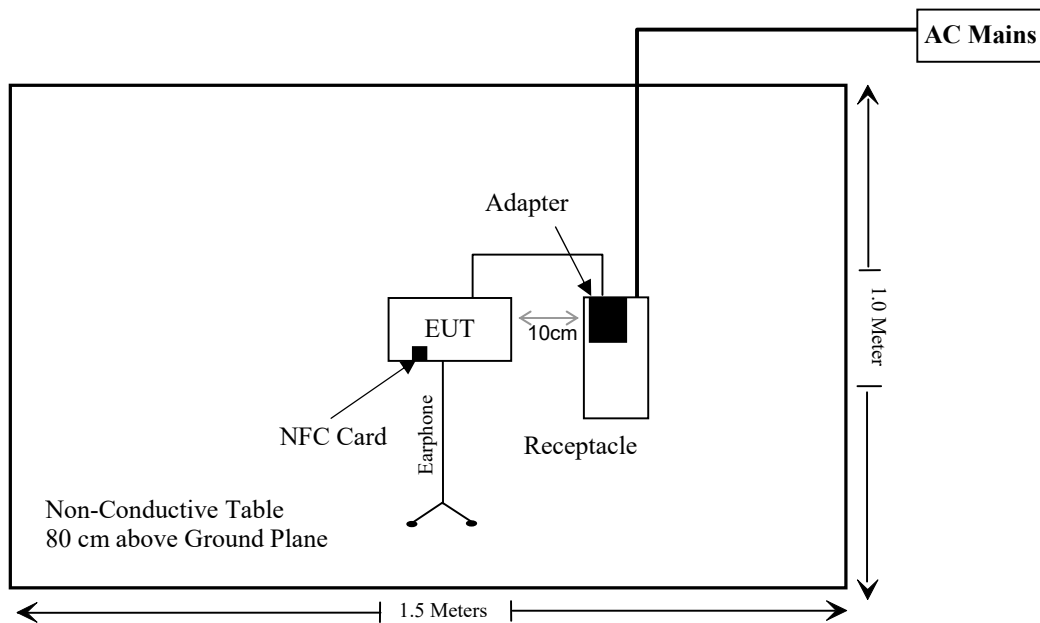 AC Mains
Adapter
EUT
10cm
1.0 Meter
NFC Card
Earphone
Receptacle
Non-Conductive Table
80 cm above Ground Plane
1.5 Meters